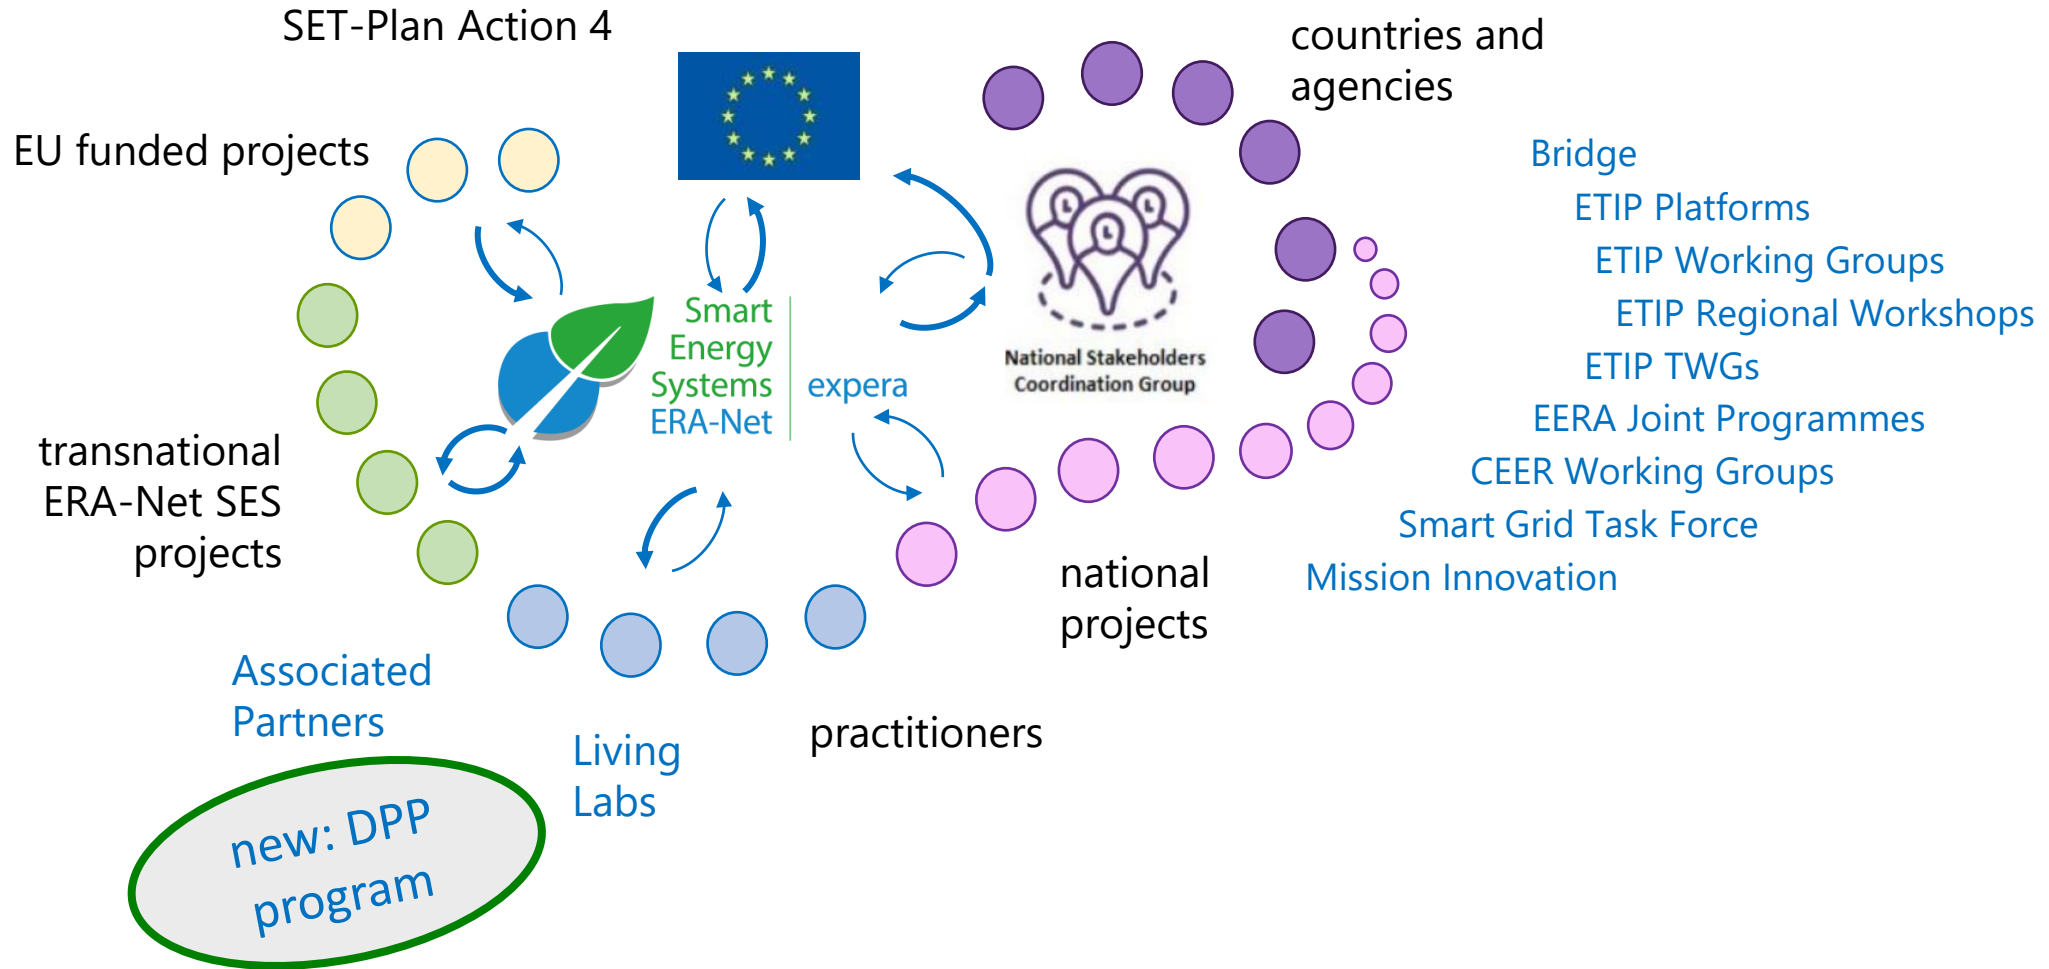 SET-Plan Action 4
countries and
agencies
EU funded projects
Bridge
ETIP Platforms
ETIP Working Groups
ETIP Regional Workshops
ETIP TWGs
EERA Joint Programmes
CEER Working Groups
Smart Grid Task Force
Mission Innovation
Smart
Energy
Systems
ERA-Net
expera
National Stakeholders
Coordination Group
transnational
ERA-Net SES
projects
national
projects
Associated
Partners
Living
Labs
practitioners
new: DPP
program